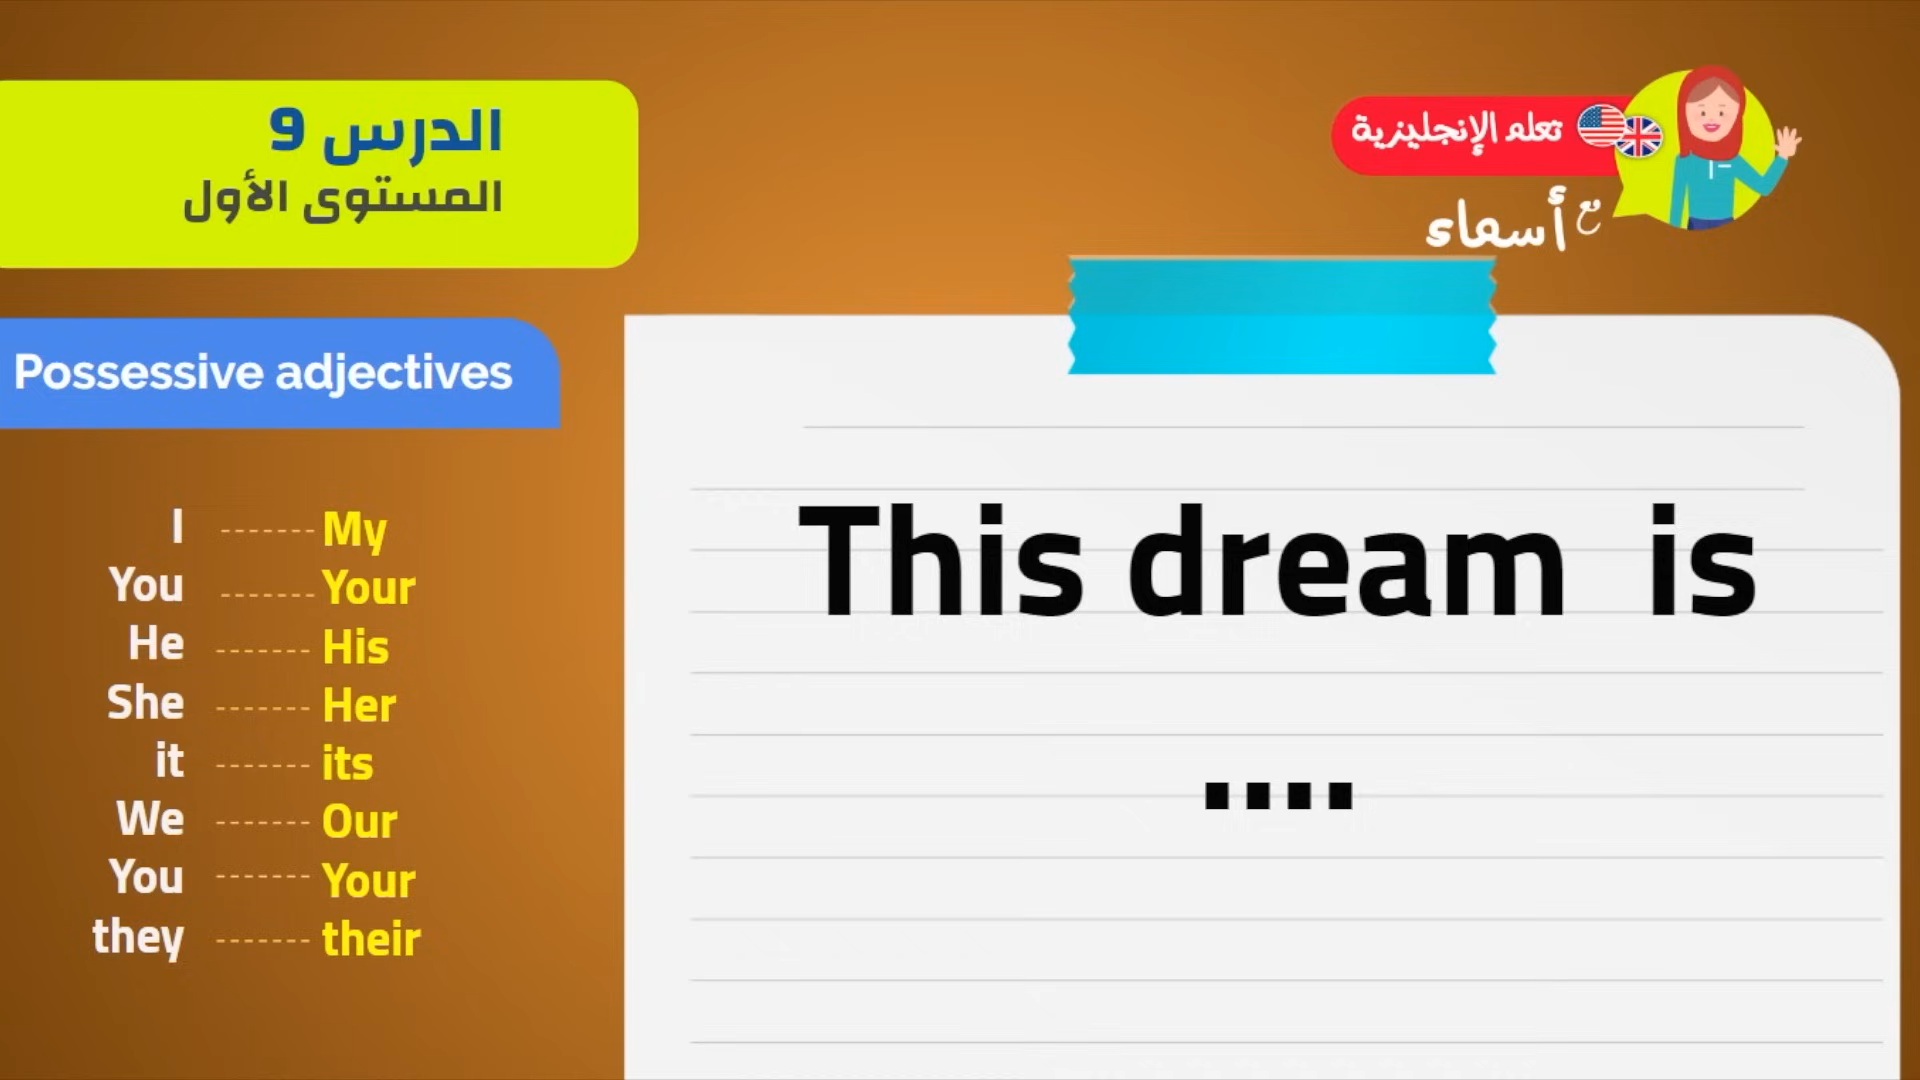 الدرس 9
المستوى الأول
تعلم الإنجليزية
مع أسماء
Possessive adjectives
I ------- My
You ------- Your
He ------- His
She ------- Her
it ------- its
We ------- Our
You ------- Your
they ------- their
This dream is
....